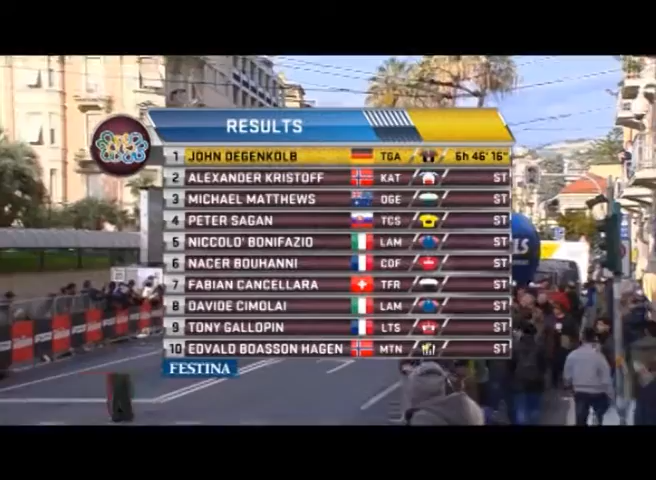 RESULTS
1 JOHN DEGENKOLB TGA 6h 46' 16"
2 ALEXANDER KRISTOFF KAT ST
3 MICHAEL MATTHEWS OGE ST
4 PETER SAGAN TCS ST
5 NICCOLO' BONIFAZIO LAM ST
6 NACER BOUHANNI COF ST
7 FABIAN CANCELLARA TFR ST
8 DAVIDE CIMOLAI LAM ST
9 TONY GALLOPIN LTS ST
10 EDVALD BOASSON HAGEN MTN ST
FESTINA